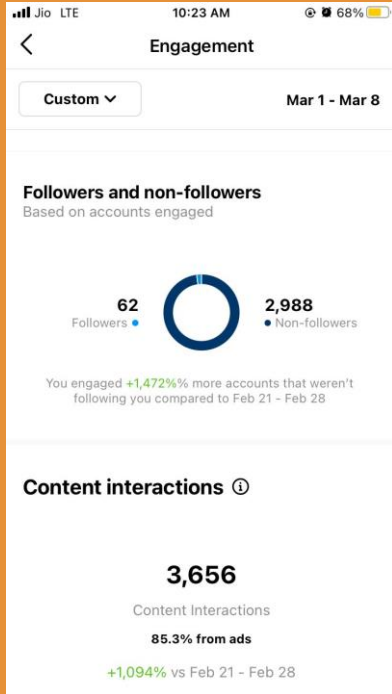 Jio LTE 10:23 AM 68%
Engagement
Custom Mar 1 - Mar 8
Followers and non-followers
Based on accounts engaged
62 2,988
Followers Non-followers
You engaged +1,472%% more accounts that weren't
following you compared to Feb 21 - Feb 28
Content interactions
3,656
Content Interactions
85.3% from ads
+1,094% vs Feb 21 - Feb 28